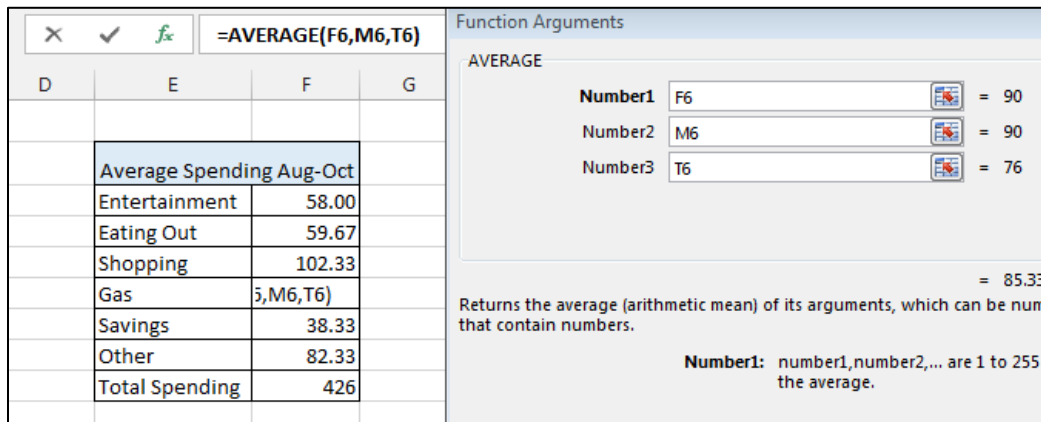 fx =AVERAGE(F6,M6,T6)
D E F G
Average Spending Aug-Oct
Entertainment 58.00
Eating Out 59.67
Shopping 102.33
Gas 6,M6,T6)
Savings 38.33
Other 82.33
Total Spending 426
Function Arguments
AVERAGE
Number1 F6 = 90
Number2 M6 = 90
Number3 T6 = 76
= 85.33
Returns the average (arithmetic mean) of its arguments, which can be num
that contain numbers.
Number1: number1,number2,... are 1 to 255
the average.